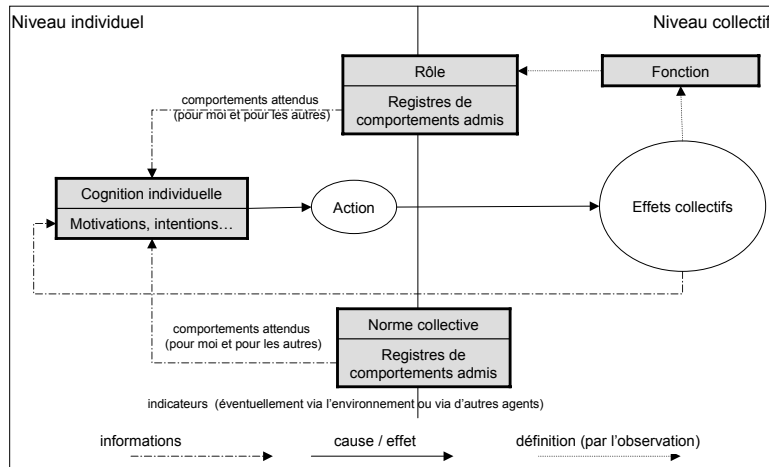 Niveau individuel
Niveau collectif
Rôle
Registres de
comportements admis
Fonction
comportements attendus
(pour moi et pour les autres)
Cognition individuelle
Motivations, intentions…
Action
Effets collectifs
comportements attendus
(pour moi et pour les autres)
Norme collective
Registres de
comportements admis
indicateurs (éventuellement via l’environnement ou via d’autres agents)
informations
cause / effet
définition (par l’observation)